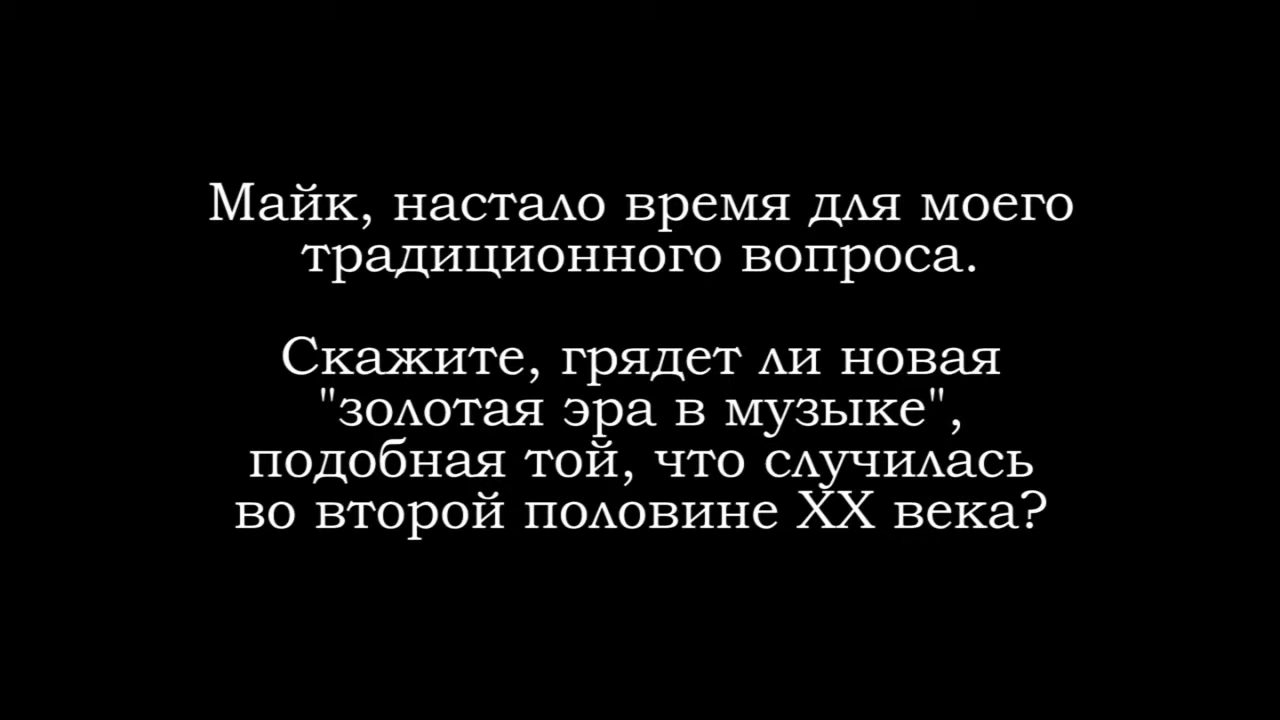 Майк, настало время для моего
традиционного вопроса.
Скажите, грядет ли новая
"золотая эра в музыке",
подобная той, что случилась
во второй половине XX века?